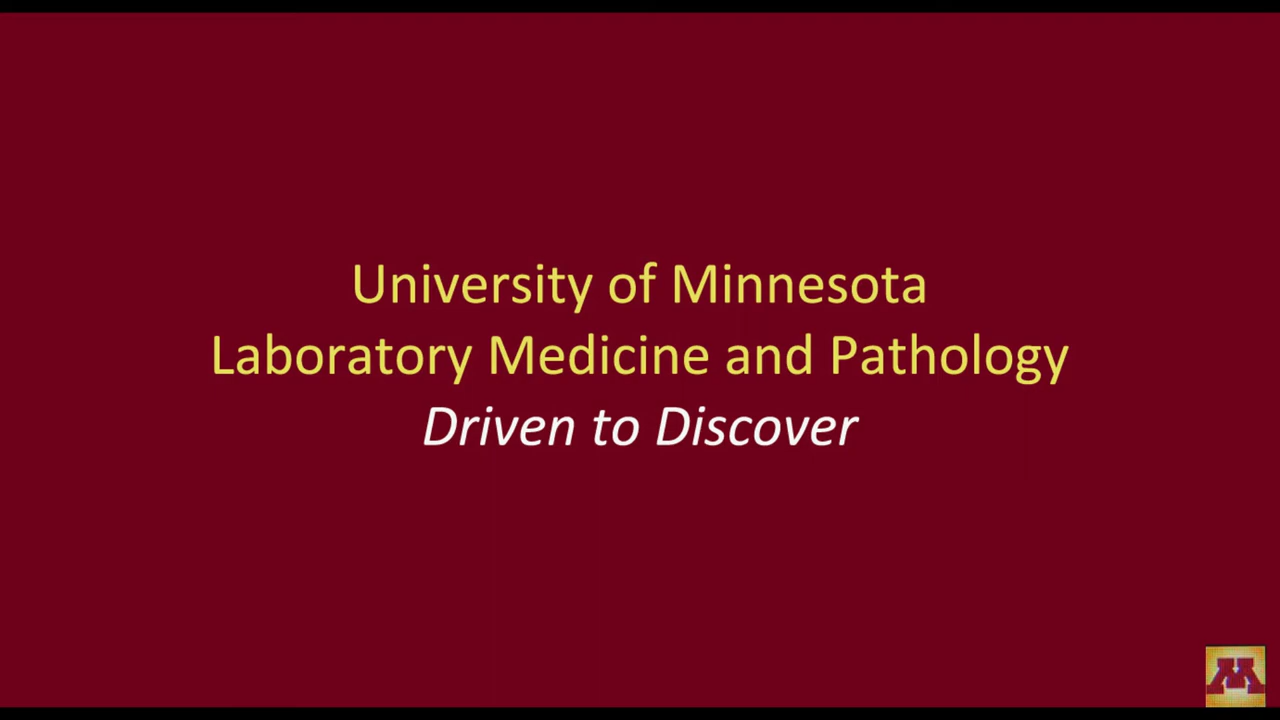 University of Minnesota
Laboratory Medicine and Pathology
Driven to Discover
M